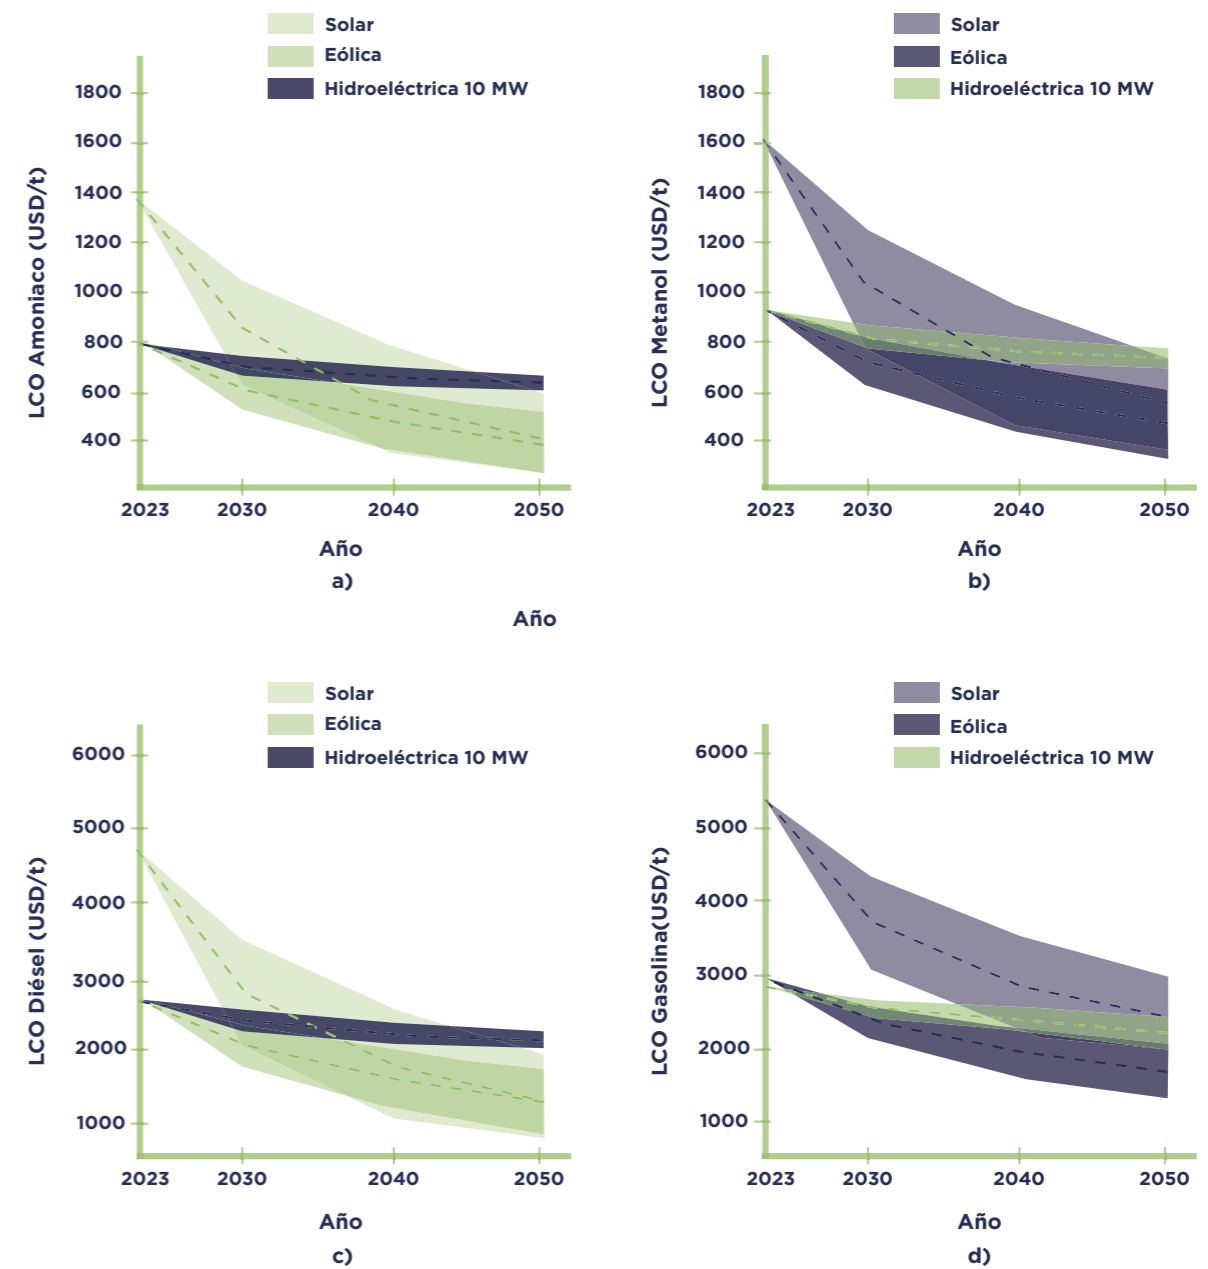 Solar
Eólica
Hidroeléctrica 10 MW
LCO Amoniaco (USD/t)
1800
1600
1400
1200
1000
800
600
400
2023 2030 2040 2050
Año
a)
Solar
Eólica
Hidroeléctrica 10 MW
LCO Metanol (USD/t)
1800
1600
1400
1200
1000
800
600
400
2023 2030 2040 2050
Año
b)
Año
Solar
Eólica
Hidroeléctrica 10 MW
LCO Diésel (USD/t)
6000
5000
4000
3000
2000
1000
2023 2030 2040 2050
Año
c)
Solar
Eólica
Hidroeléctrica 10 MW
LCO Gasolina(USD/t)
6000
5000
4000
3000
2000
1000
2023 2030 2040 2050
Año
d)